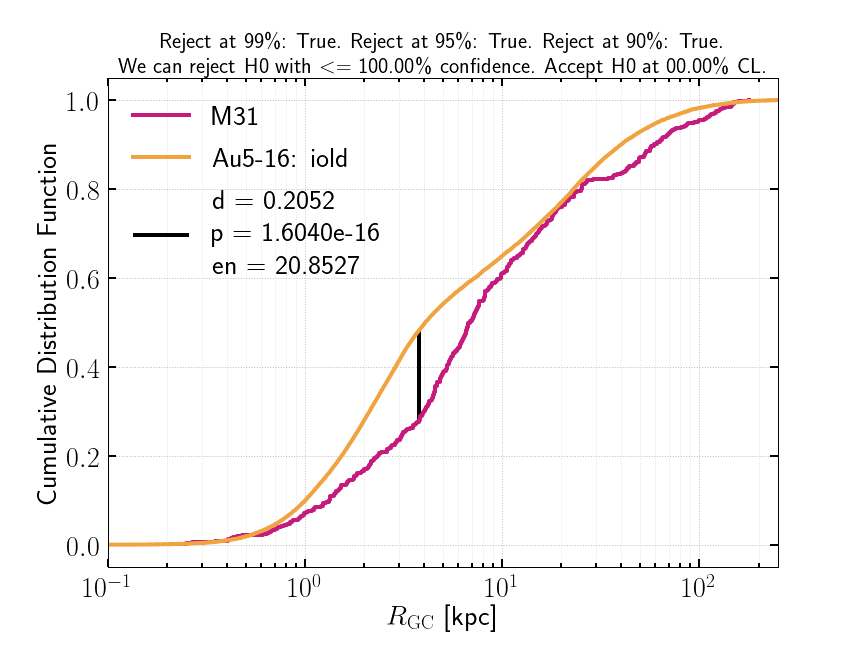 Reject at 99%: True. Reject at 95%: True. Reject at 90%: True.
We can reject H0 with <= 100.00% confidence. Accept H0 at 00.00% CL.
M31
Au5-16: iold
d = 0.2052
p = 1.6040e-16
en = 20.8527
Cumulative Distribution Function
1.0
0.8
0.6
0.4
0.2
0.0
10⁻¹ 10⁰ 10¹ 10²
R_GC [kpc]